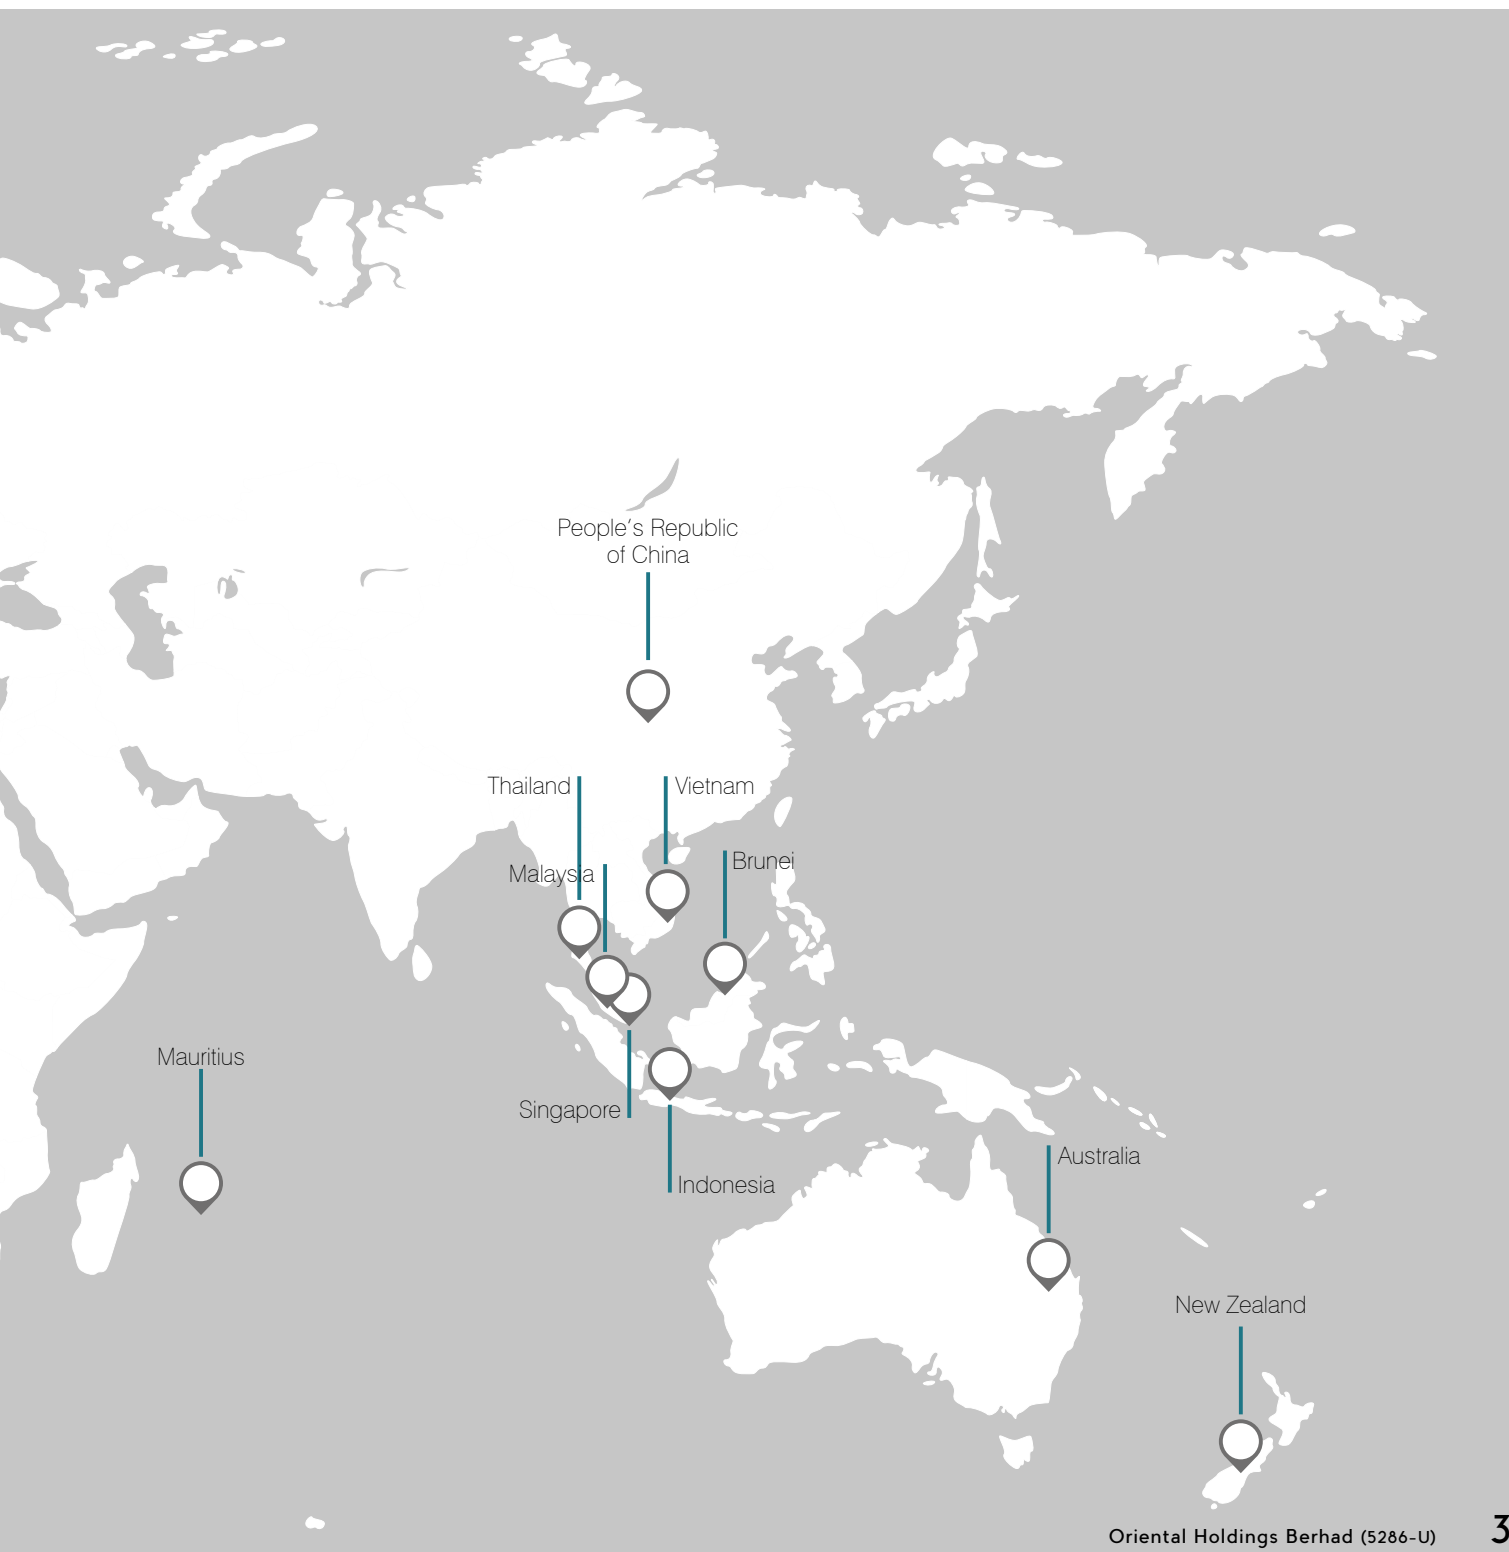 People's Republic
of China
Thailand
Vietnam
Malaysia
Brunei
Mauritius
Singapore
Indonesia
Australia
New Zealand
Oriental Holdings Berhad (5286-U) 3